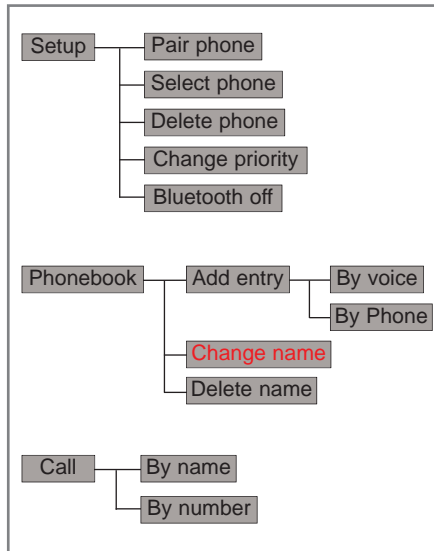 Setup
Pair phone
Select phone
Delete phone
Change priority
Bluetooth off
Phonebook
Add entry
By voice
By Phone
Change name
Delete name
Call
By name
By number